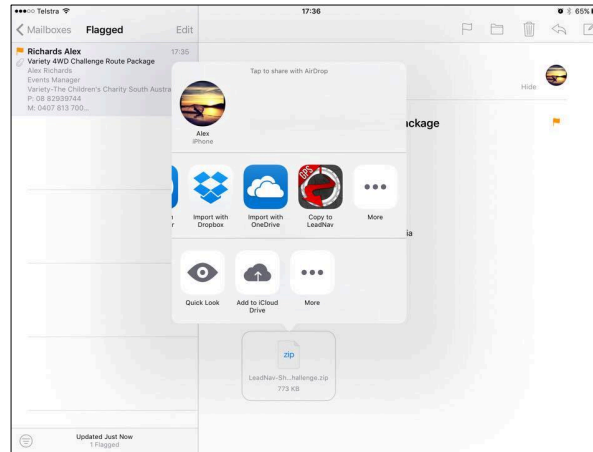 Telstra
17:36
65%
Mailboxes
Flagged
Edit
Richards Alex
17:35
Variety 4WD Challenge Route Package
Alex Richards
Events Manager
Variety-The Children's Charity South Austra
P: 08 82939744
M: 0407 813 700...
Tap to share with AirDrop
Alex
iPhone
Hide
ackage
ia
Import with
Dropbox
Import with
OneDrive
GPS
Copy to
LeadNav
More
Quick Look
Add to iCloud
Drive
More
zip
LeadNav-Sh...hallenge.zip
773 KB
Updated Just Now
1 Flagged